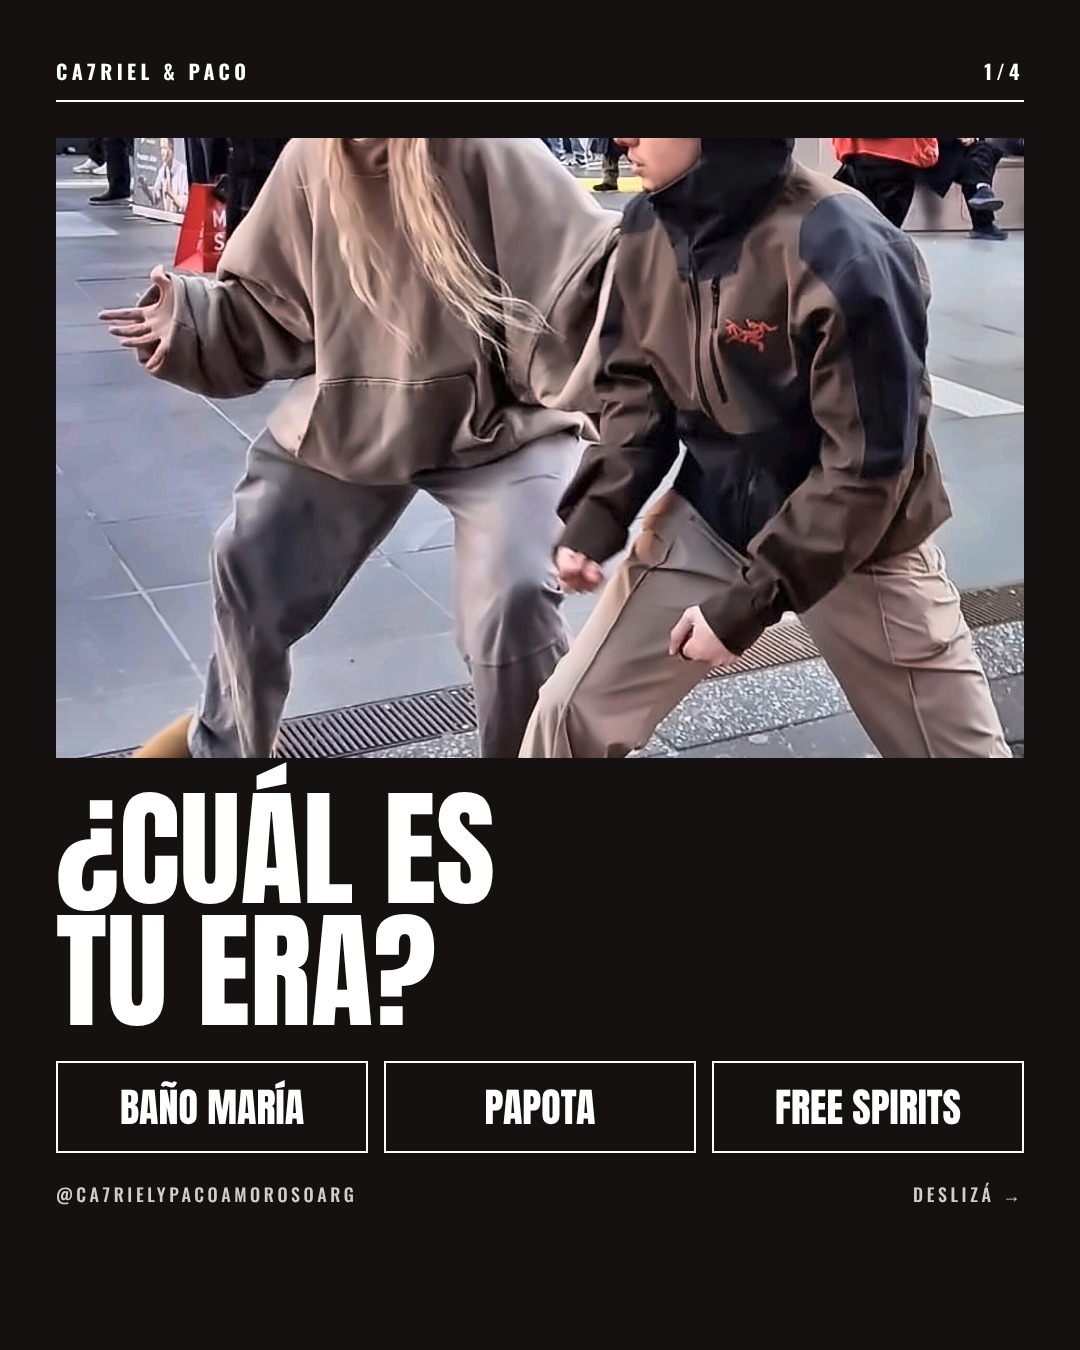 CA7RIEL & PACO
1/4
M
S
¿CUÁL ES
TU ERA?
BAÑO MARÍA
PAPOTA
FREE SPIRITS
@CA7RIELYPACOAMOROSOARG
DESLIZÁ →